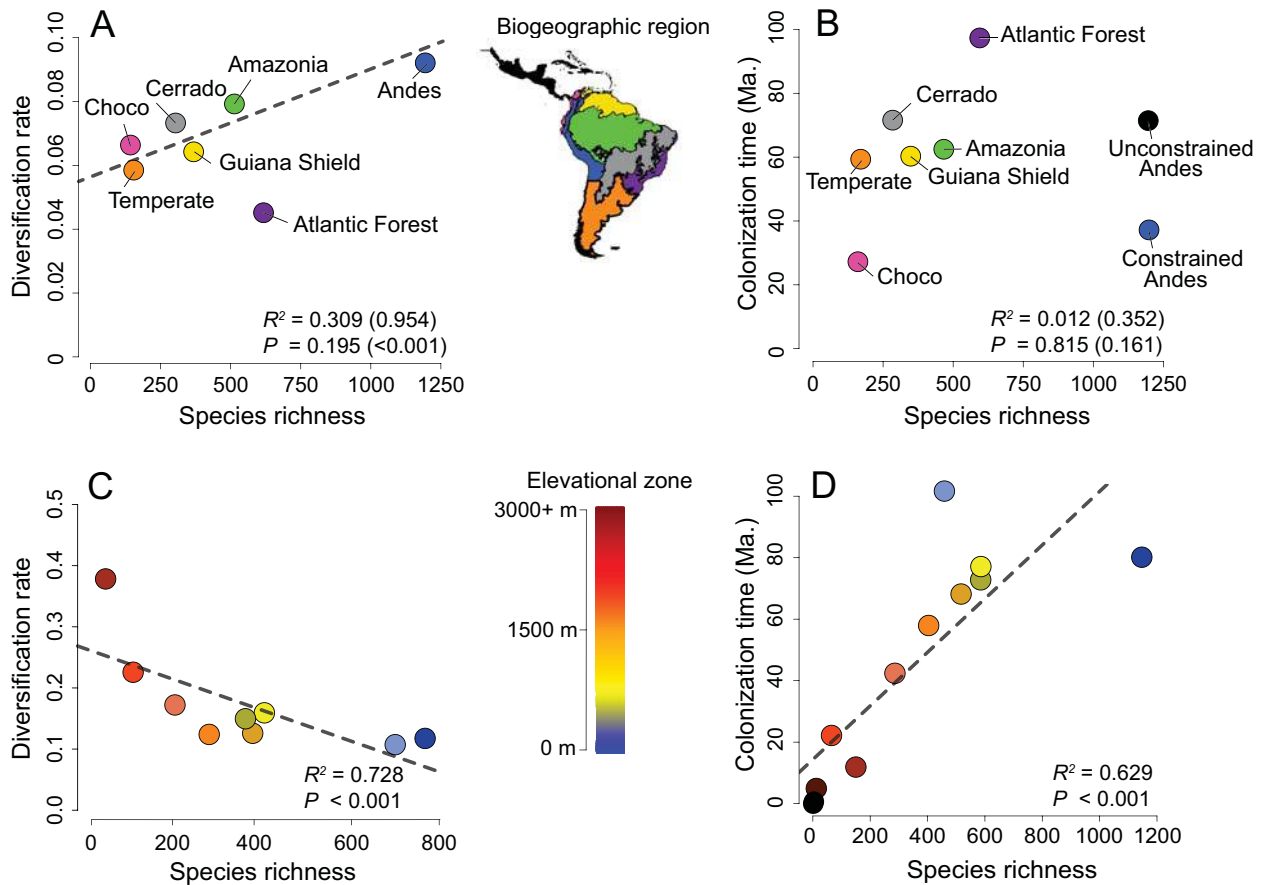 A
Diversification rate
0.10
0.08
0.06
0.04
0.02
0
Amazonia
Cerrado
Choco
Andes
Guiana Shield
Temperate
Atlantic Forest
R² = 0.309 (0.954)
P = 0.195 (<0.001)
0 250 500 750 1000 1250
Species richness
Biogeographic region
B
Colonization time (Ma.)
100
80
60
40
20
0
Atlantic Forest
Cerrado
Amazonia
Unconstrained
Andes
Temperate
Guiana Shield
Constrained
Andes
Choco
R² = 0.012 (0.352)
P = 0.815 (0.161)
0 250 500 750 1000 1250
Species richness
C
Diversification rate
0.5
0.4
0.3
0.2
0.1
0.0
R² = 0.728
P < 0.001
0 200 400 600 800
Species richness
Elevational zone
3000+ m
1500 m
0 m
D
Colonization time (Ma.)
100
80
60
40
20
0
R² = 0.629
P < 0.001
0 200 400 600 800 1000 1200
Species richness